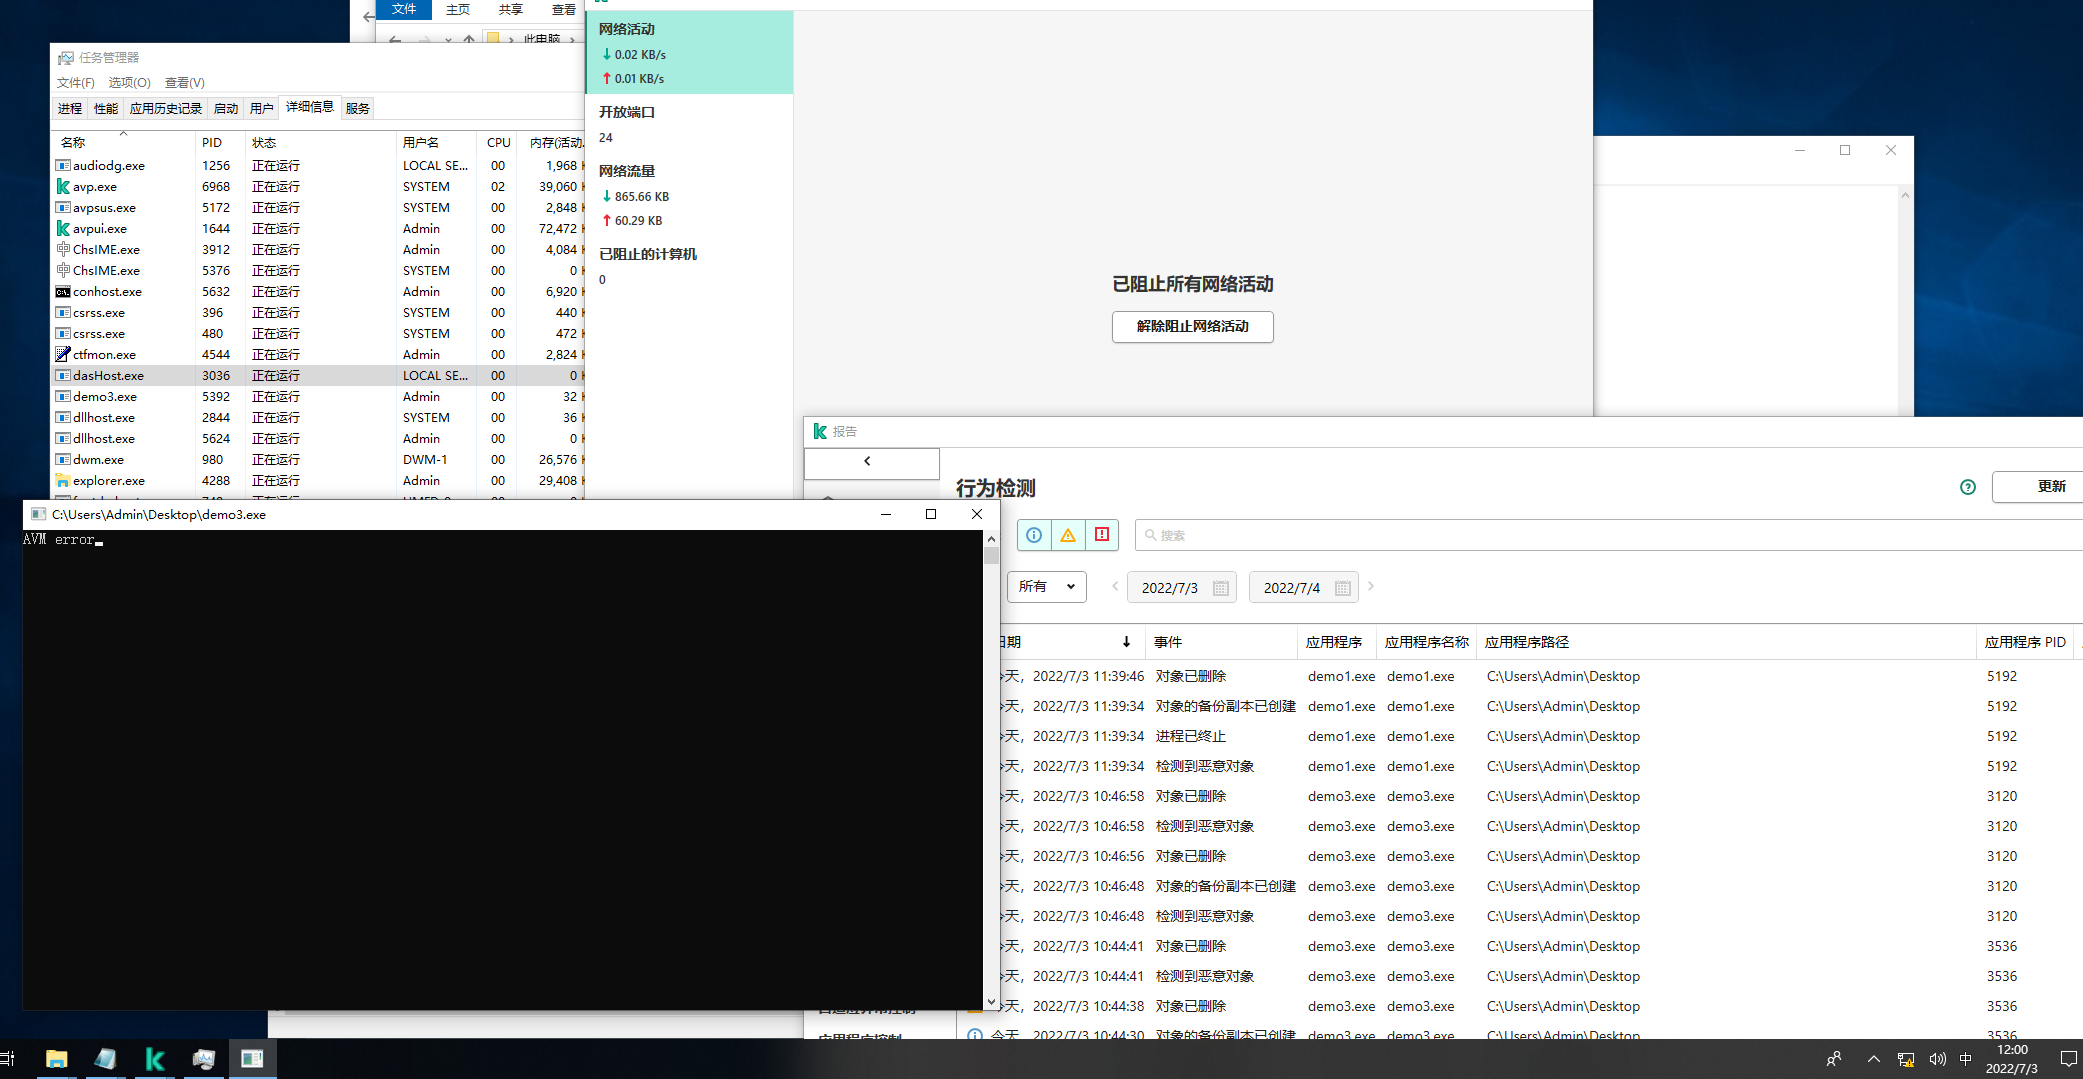 文件 主页 共享 查看
此电脑
任务管理器
文件(F) 选项(O) 查看(V)
进程 性能 应用历史记录 启动 用户 详细信息 服务
名称 PID 状态 用户名 CPU 内存(活动
audiodg.exe 1256 正在运行 LOCAL SE... 00 1,968
avp.exe 6968 正在运行 SYSTEM 02 39,060
avpsus.exe 5172 正在运行 SYSTEM 00 2,848
avpui.exe 1644 正在运行 Admin 00 72,472
ChsIME.exe 3912 正在运行 Admin 00 4,084
ChsIME.exe 5376 正在运行 SYSTEM 00 0
conhost.exe 5632 正在运行 Admin 00 6,920
csrss.exe 396 正在运行 SYSTEM 00 440
csrss.exe 480 正在运行 SYSTEM 00 472
ctfmon.exe 4544 正在运行 Admin 00 2,824
dasHost.exe 3036 正在运行 LOCAL SE... 00 0
demo3.exe 5392 正在运行 Admin 00 32
dllhost.exe 2844 正在运行 SYSTEM 00 36
dllhost.exe 5624 正在运行 Admin 00 0
dwm.exe 980 正在运行 DWM-1 00 26,576
explorer.exe 4288 正在运行 Admin 00 29,408
网络活动
0.02 KB/s
0.01 KB/s
开放端口
24
网络流量
865.66 KB
60.29 KB
已阻止的计算机
0
已阻止所有网络活动
解除阻止网络活动
C:\Users\Admin\Desktop\demo3.exe
AVM error
报告
行为检测
更新
搜索
所有 2022/7/3 2022/7/4
日期 事件 应用程序 应用程序名称 应用程序路径 应用程序 PID
今天，2022/7/3 11:39:46 对象已删除 demo1.exe demo1.exe C:\Users\Admin\Desktop 5192
今天，2022/7/3 11:39:34 对象的备份副本已创建 demo1.exe demo1.exe C:\Users\Admin\Desktop 5192
今天，2022/7/3 11:39:34 进程已终止 demo1.exe demo1.exe C:\Users\Admin\Desktop 5192
今天，2022/7/3 11:39:34 检测到恶意对象 demo1.exe demo1.exe C:\Users\Admin\Desktop 5192
今天，2022/7/3 10:46:58 对象已删除 demo3.exe demo3.exe C:\Users\Admin\Desktop 3120
今天，2022/7/3 10:46:58 检测到恶意对象 demo3.exe demo3.exe C:\Users\Admin\Desktop 3120
今天，2022/7/3 10:46:56 对象已删除 demo3.exe demo3.exe C:\Users\Admin\Desktop 3120
今天，2022/7/3 10:46:48 对象的备份副本已创建 demo3.exe demo3.exe C:\Users\Admin\Desktop 3120
今天，2022/7/3 10:46:48 检测到恶意对象 demo3.exe demo3.exe C:\Users\Admin\Desktop 3120
今天，2022/7/3 10:44:41 对象已删除 demo3.exe demo3.exe C:\Users\Admin\Desktop 3536
今天，2022/7/3 10:44:41 检测到恶意对象 demo3.exe demo3.exe C:\Users\Admin\Desktop 3536
今天，2022/7/3 10:44:38 对象已删除 demo3.exe demo3.exe C:\Users\Admin\Desktop 3536
今天，2022/7/3 10:44:30 对象的备份副本已创建 demo3.exe demo3.exe C:\Users\Admin\Desktop 3536
应用程序控制
中
12:00
2022/7/3